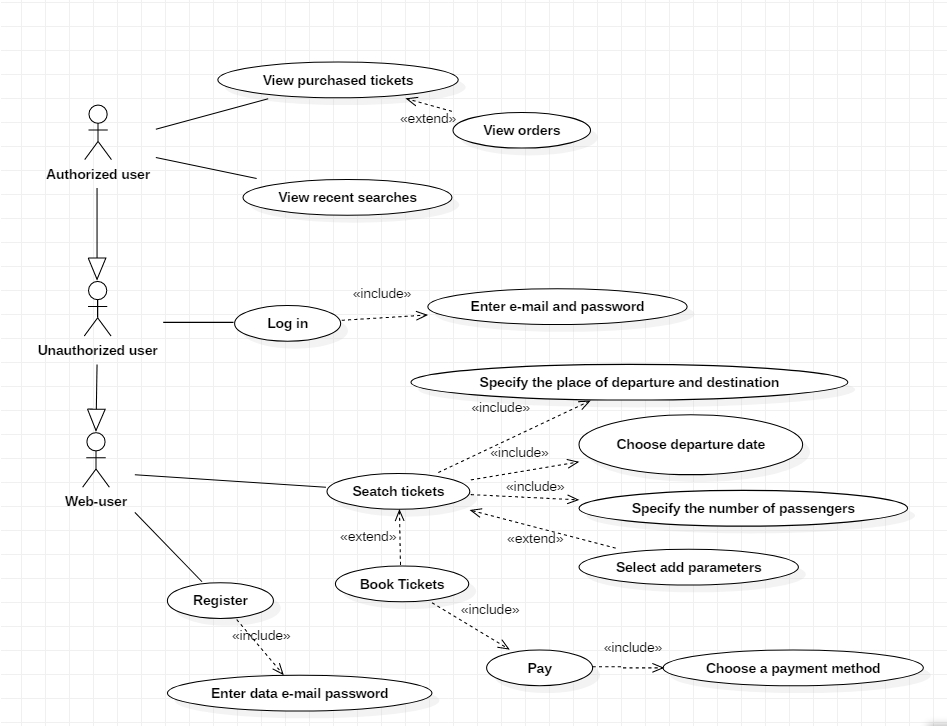 View purchased tickets
«extend»
View orders
Authorized user
View recent searches
«include»
Enter e-mail and password
Log in
Unauthorized user
Specify the place of departure and destination
«include»
Choose departure date
«include»
Seatch tickets
«include»
Web-user
Specify the number of passengers
«extend»
«extend»
Select add parameters
Book Tickets
Register
«include»
«include»
«include»
Pay
Choose a payment method
Enter data e-mail password